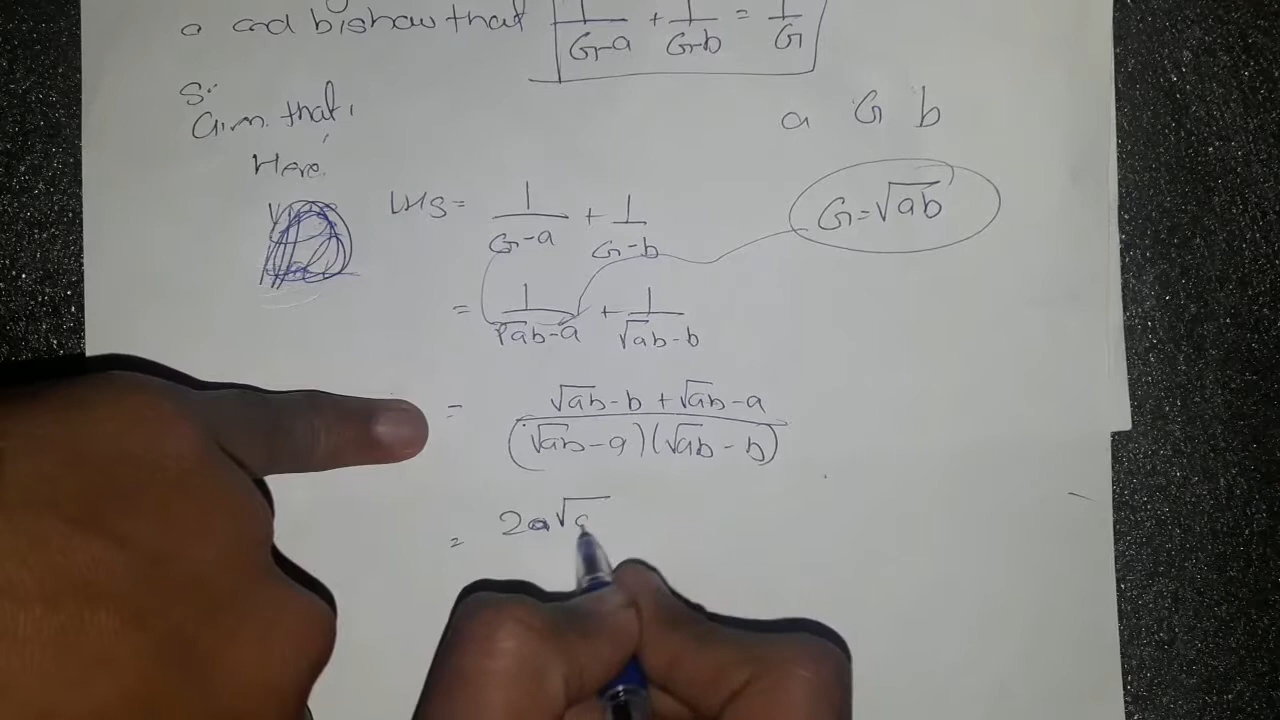 a and b, show that 1/(G-a) + 1/(G-b) = 1/G
S:
Given that,
a G b
Here,
LHS = 1/(G-a) + 1/(G-b)
G = √ab
= 1/(√ab-a) + 1/(√ab-b)
= (√ab-b + √ab-a)/((√ab-a)(√ab-b))
= 2a√a